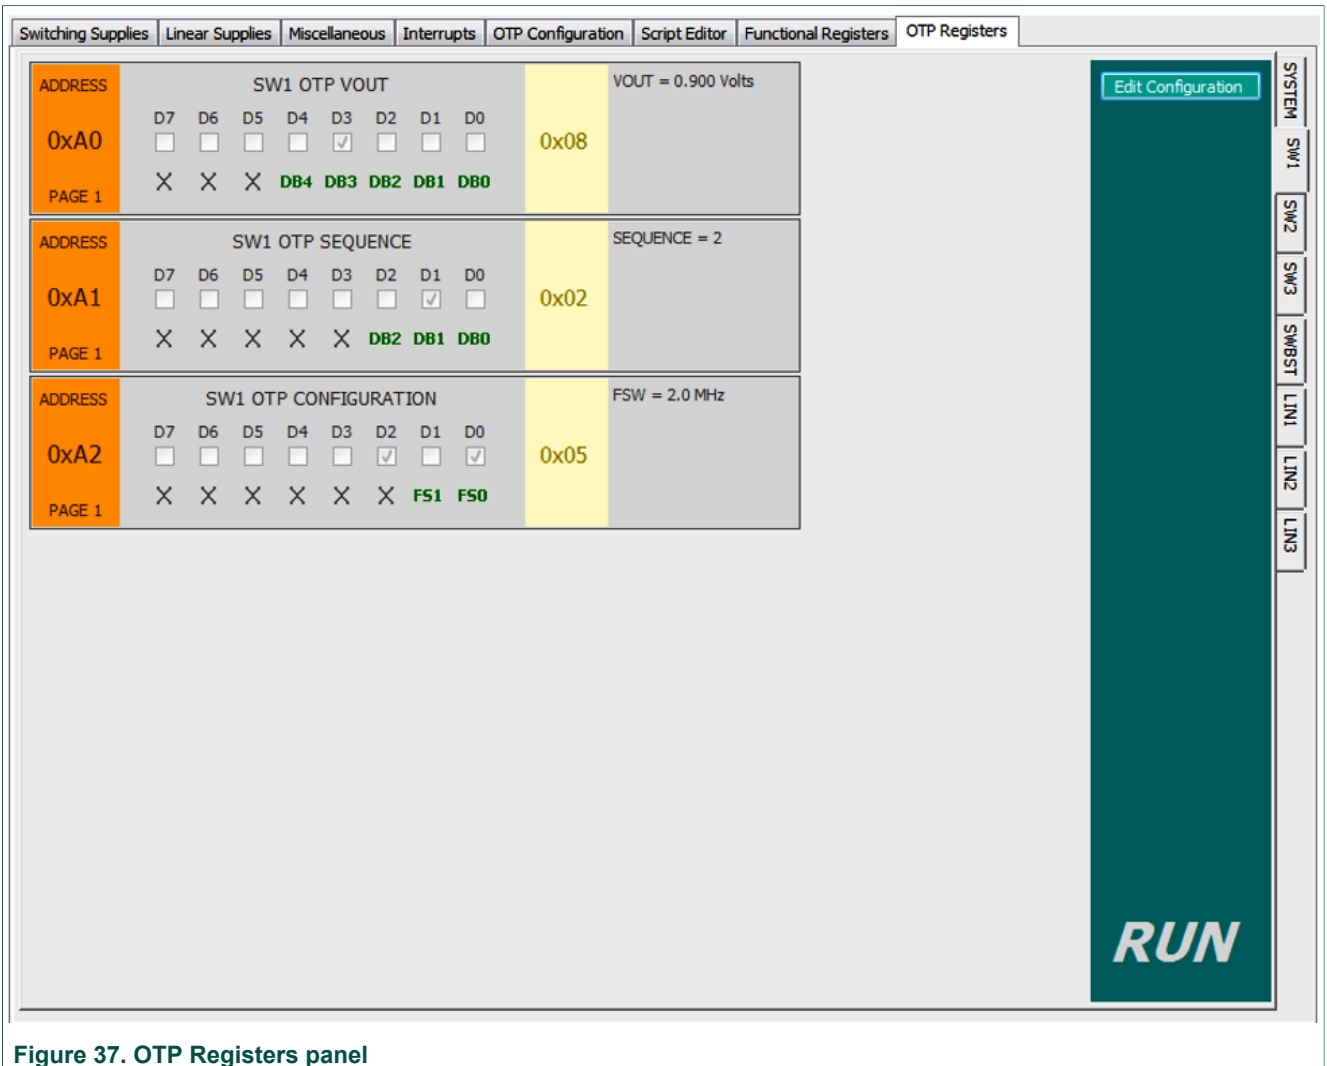 Switching Supplies Linear Supplies Miscellaneous Interrupts OTP Configuration Script Editor Functional Registers OTP Registers
ADDRESS
0xA0
PAGE 1
SW1 OTP VOUT
D7 D6 D5 D4 D3 D2 D1 D0
X X X DB4 DB3 DB2 DB1 DB0
0x08
VOUT = 0.900 Volts
ADDRESS
0xA1
PAGE 1
SW1 OTP SEQUENCE
D7 D6 D5 D4 D3 D2 D1 D0
X X X X X DB2 DB1 DB0
0x02
SEQUENCE = 2
ADDRESS
0xA2
PAGE 1
SW1 OTP CONFIGURATION
D7 D6 D5 D4 D3 D2 D1 D0
X X X X X X FS1 FS0
0x05
FSW = 2.0 MHz
Edit Configuration
RUN
SYSTEM
SW1
SW2
SW3
SWBST
LIN1
LIN2
LIN3
Figure 37. OTP Registers panel